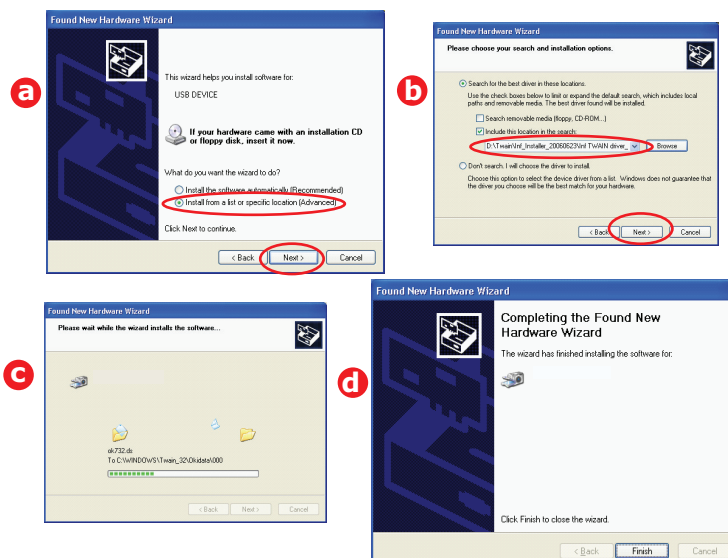 a
Found New Hardware Wizard
This wizard helps you install software for:
USB DEVICE
If your hardware came with an installation CD
or floppy disk, insert it now.
What do you want the wizard to do?
Install the software automatically (Recommended)
Install from a list or specific location (Advanced)
Click Next to continue.
< Back
Next >
Cancel
b
Found New Hardware Wizard
Please choose your search and installation options.
Search for the best driver in these locations.
Use the check boxes below to limit or expand the default search, which includes local
paths and removable media. The best driver found will be installed.
Search removable media (floppy, CD-ROM...)
Include this location in the search:
D:\Twain\Inf_Installer_20060623\Inf TWAIN driver_
Browse
Don't search. I will choose the driver to install.
Choose this option to select the device driver from a list. Windows does not guarantee that
the driver you choose will be the best match for your hardware.
< Back
Next >
Cancel
c
Found New Hardware Wizard
Please wait while the wizard installs the software...
ok732.ds
To C:\WINDOWS\Twain_32\Okidata\000
< Back
Next >
Cancel
d
Found New Hardware Wizard
Completing the Found New
Hardware Wizard
The wizard has finished installing the software for:
Click Finish to close the wizard.
< Back
Finish
Cancel